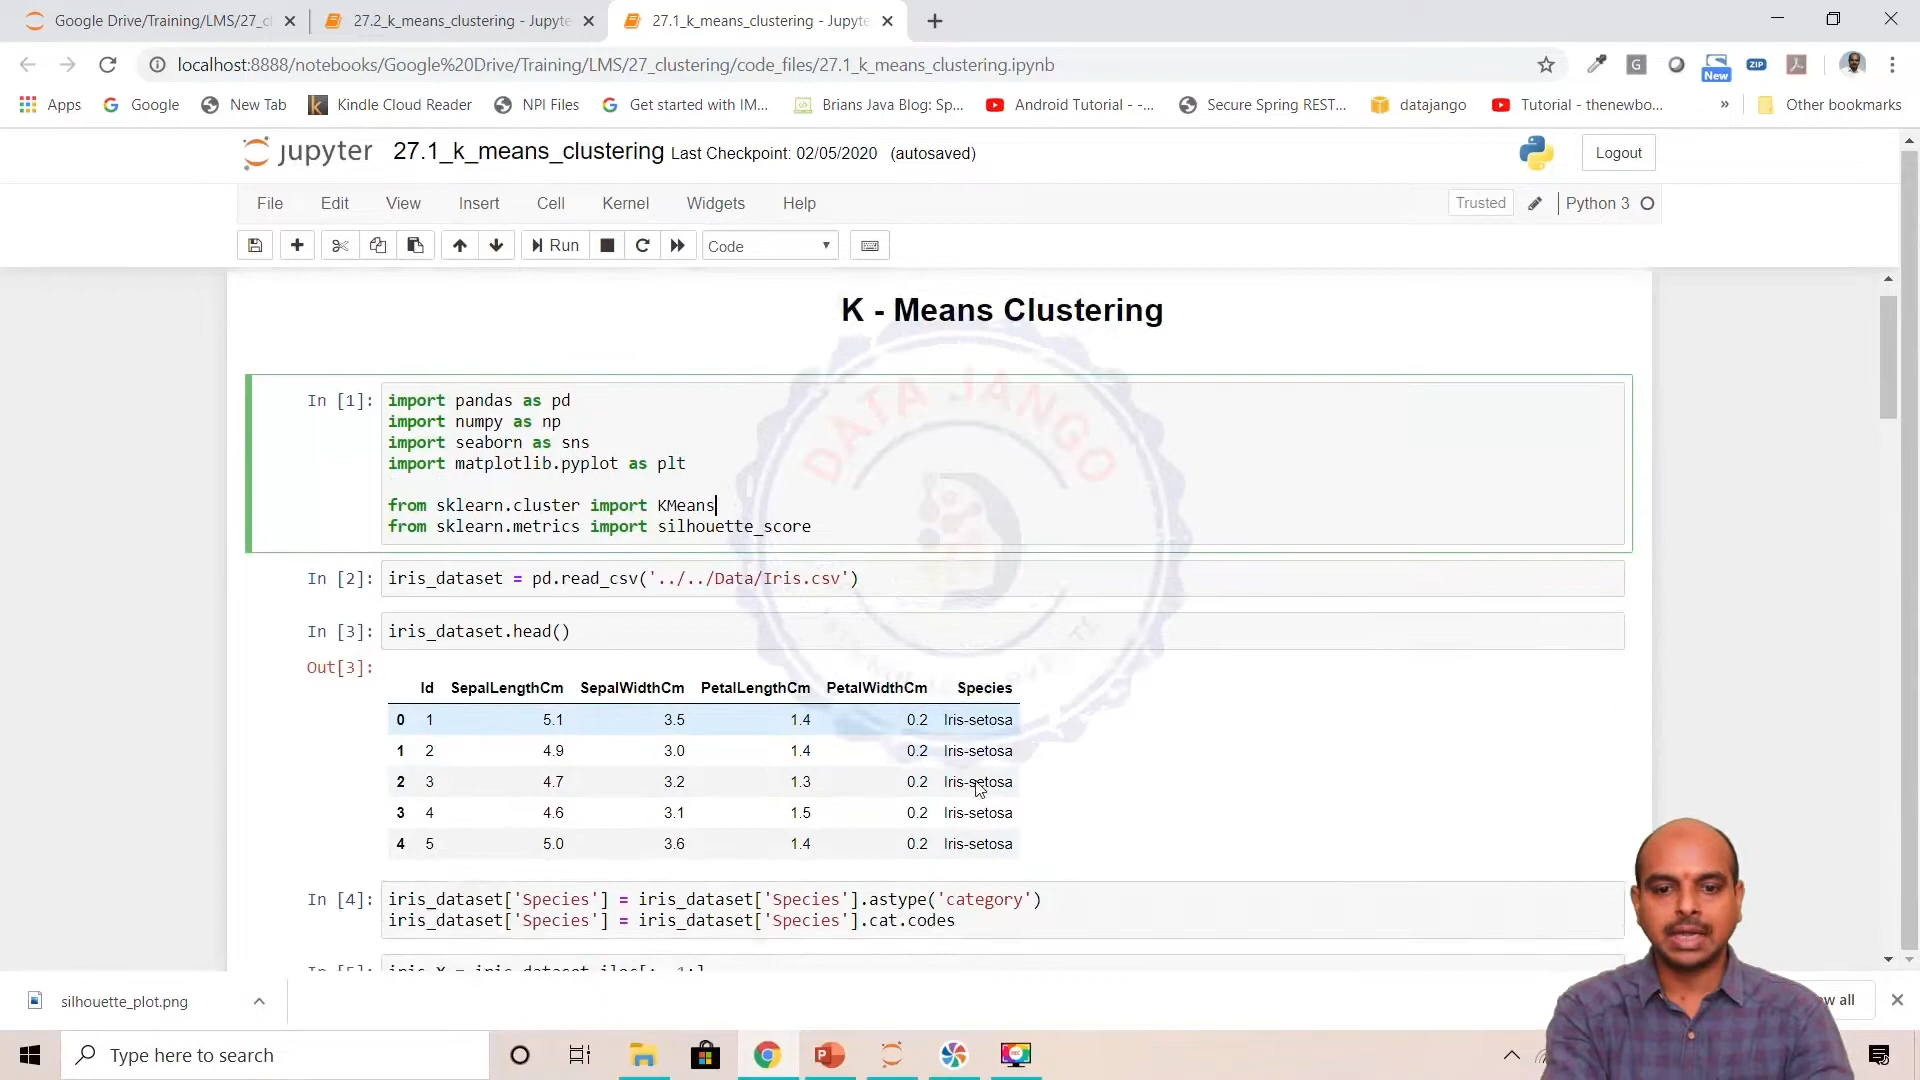 Google Drive/Training/LMS/27_cl
27.2_k_means_clustering - Jupyte
27.1_k_means_clustering - Jupyte
localhost:8888/notebooks/Google%20Drive/Training/LMS/27_clustering/code_files/27.1_k_means_clustering.ipynb
New
ZIP
Apps
Google
New Tab
Kindle Cloud Reader
NPI Files
Get started with IM...
Brians Java Blog: Sp...
Android Tutorial - -...
Secure Spring REST...
datajango
Tutorial - thenewbo...
»
Other bookmarks
jupyter 27.1_k_means_clustering Last Checkpoint: 02/05/2020 (autosaved)
Logout
File Edit View Insert Cell Kernel Widgets Help
Trusted
Python 3
Run
Code
K - Means Clustering
DATA JANGO
In [1]: import pandas as pd
import numpy as np
import seaborn as sns
import matplotlib.pyplot as plt
from sklearn.cluster import KMeans
from sklearn.metrics import silhouette_score
In [2]: iris_dataset = pd.read_csv('../../Data/Iris.csv')
In [3]: iris_dataset.head()
Out[3]:
Id SepalLengthCm SepalWidthCm PetalLengthCm PetalWidthCm Species
0 1 5.1 3.5 1.4 0.2 Iris-setosa
1 2 4.9 3.0 1.4 0.2 Iris-setosa
2 3 4.7 3.2 1.3 0.2 Iris-setosa
3 4 4.6 3.1 1.5 0.2 Iris-setosa
4 5 5.0 3.6 1.4 0.2 Iris-setosa
In [4]: iris_dataset['Species'] = iris_dataset['Species'].astype('category')
iris_dataset['Species'] = iris_dataset['Species'].cat.codes
silhouette_plot.png
all
Type here to search